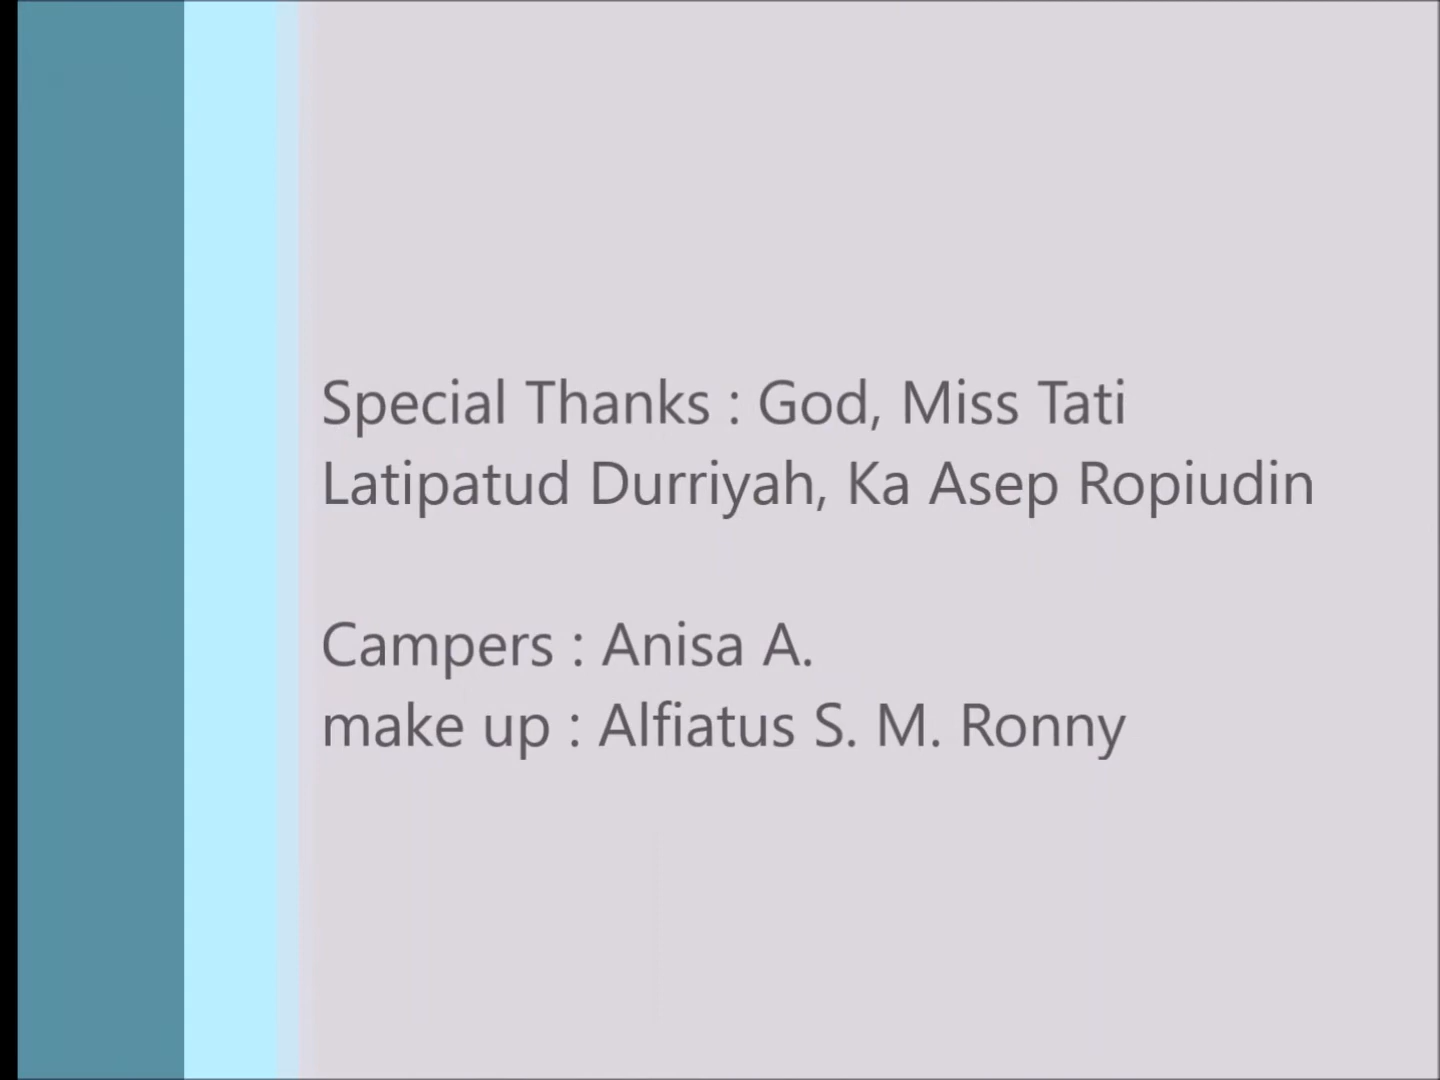 Special Thanks : God, Miss Tati
Latipatud Durriyah, Ka Asep Ropiudin
Campers : Anisa A.
make up : Alfiatus S. M. Ronny